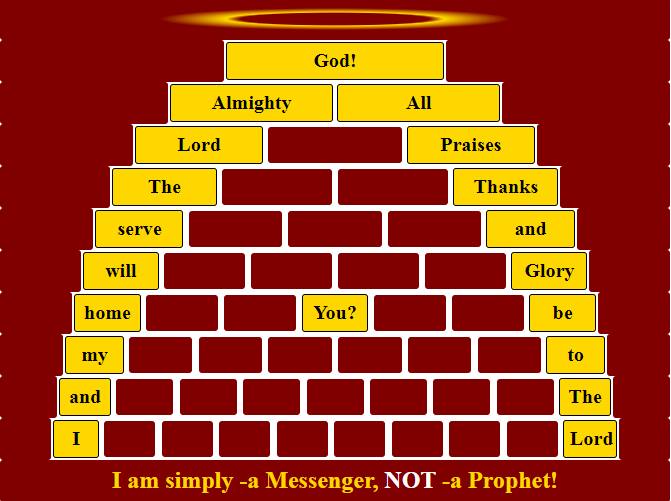 God!
Almighty All
Lord Praises
The Thanks
serve and
will Glory
home You? be
my to
and The
I Lord
I am simply -a Messenger, NOT -a Prophet!